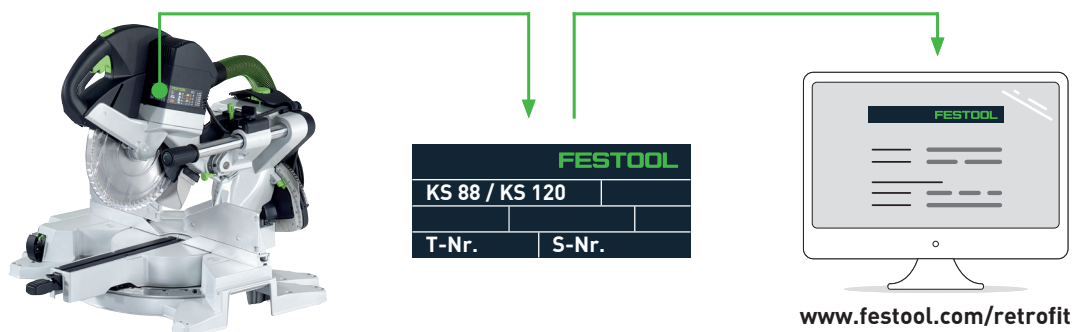 FESTOOL
KS 88 / KS 120
T-Nr.
S-Nr.
FESTOOL
www.festool.com/retrofit